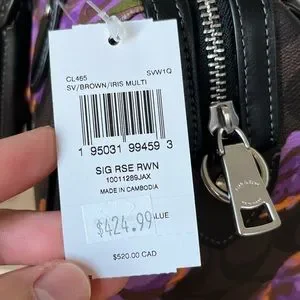 CL465 SVW1Q
SV/BROWN/IRIS MULTI
1 95031 99459 3
SIG RSE RWN
10011289JAX
MADE IN CAMBODIA
$424.99
$520.00 CAD